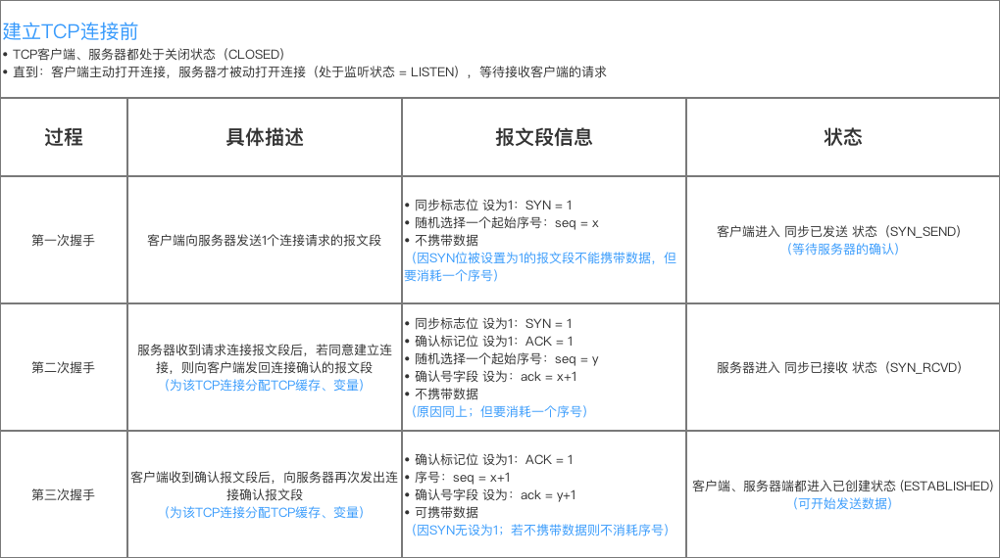 建立TCP连接前
• TCP客户端、服务器都处于关闭状态（CLOSED）
• 直到：客户端主动打开连接，服务器才被动打开连接（处于监听状态 = LISTEN），等待接收客户端的请求
过程
具体描述
报文段信息
状态
第一次握手
客户端向服务器发送1个连接请求的报文段
• 同步标志位 设为1：SYN = 1
• 随机选择一个起始序号：seq = x
• 不携带数据
（因SYN位被设置为1的报文段不能携带数据，但
要消耗一个序号）
客户端进入 同步已发送 状态（SYN_SEND）
（等待服务器的确认）
第二次握手
服务器收到请求连接报文段后，若同意建立连
接，则向客户端发回连接确认的报文段
（为该TCP连接分配TCP缓存、变量）
• 同步标志位 设为1：SYN = 1
• 确认标记位 设为1：ACK = 1
• 随机选择一个起始序号：seq = y
• 确认号字段 设为：ack = x+1
• 不携带数据
（原因同上；但要消耗一个序号）
服务器进入 同步已接收 状态（SYN_RCVD）
第三次握手
客户端收到确认报文段后，向服务器再次发出连
接确认报文段
（为该TCP连接分配TCP缓存、变量）
• 确认标记位 设为1：ACK = 1
• 序号：seq = x+1
• 确认号字段 设为：ack = y+1
• 可携带数据
（因SYN无设为1；若不携带数据则不消耗序号）
客户端、服务器端都进入已创建状态 (ESTABLISHED)
（可开始发送数据）